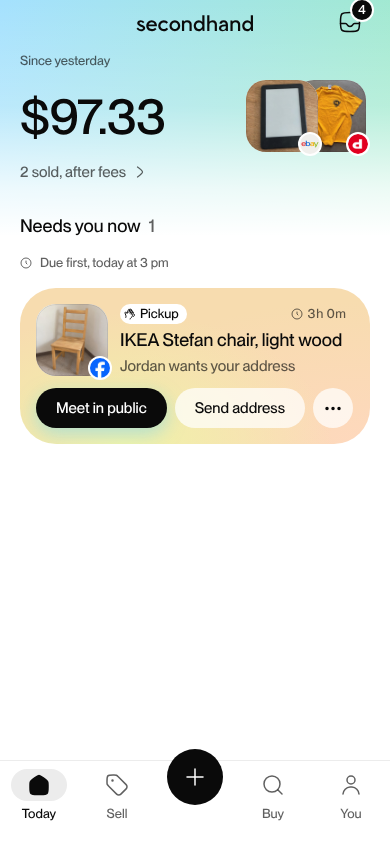 secondhand
4
Since yesterday
$97.33
ebay
d
2 sold, after fees
Needs you now 1
Due first, today at 3 pm
Pickup
3h 0m
IKEA Stefan chair, light wood
Jordan wants your address
Meet in public
Send address
Today
Sell
Buy
You